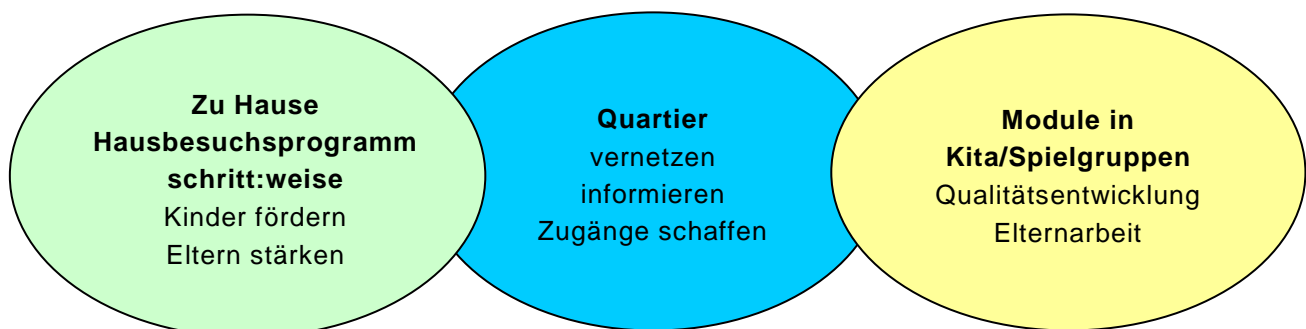 Zu Hause
Hausbesuchsprogramm
schritt:weise
Kinder fördern
Eltern stärken
Quartier
vernetzen
informieren
Zugänge schaffen
Module in
Kita/Spielgruppen
Qualitätsentwicklung
Elternarbeit